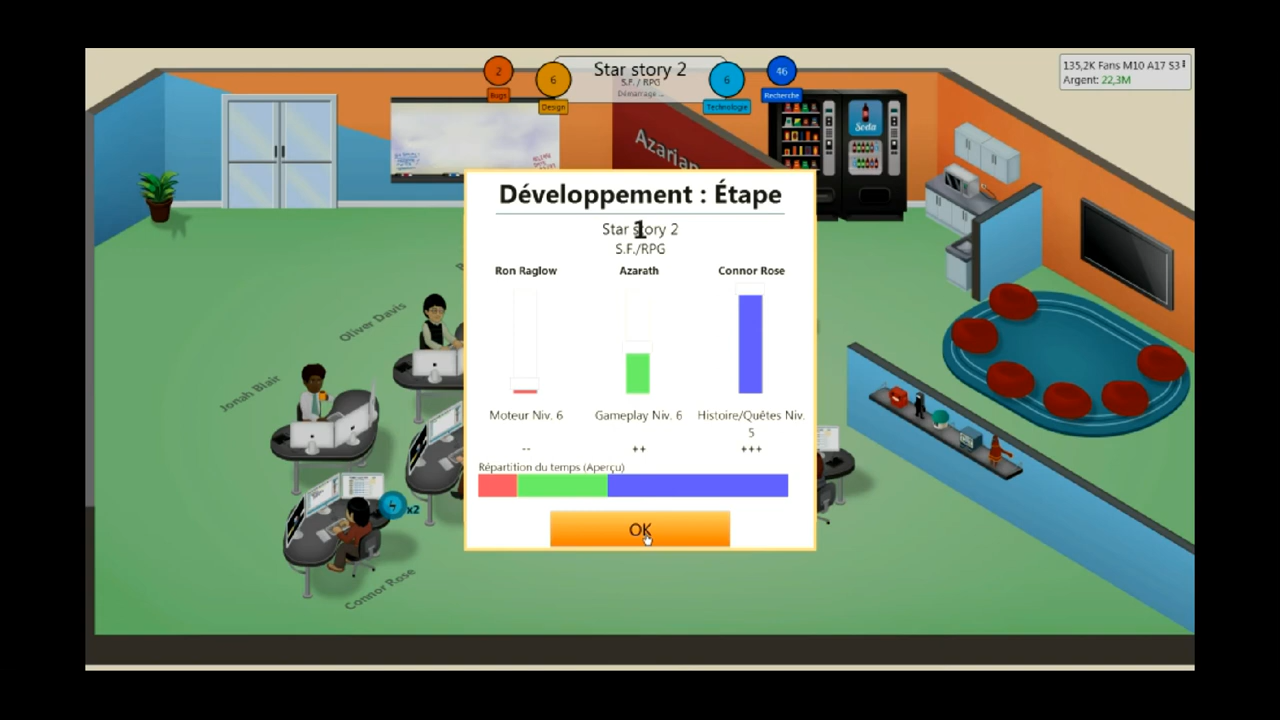 2
6
Star story 2
6
46
S.F./RPG
Démarrage ...
Bugs
Design
Technologie
Recherche
135,2K Fans M10 A17 S3
Argent: 22,3M
Soda
Azarian
Développement : Étape
1
Star story 2
S.F./RPG
Ron Raglow
Azarath
Connor Rose
Oliver Davis
Jonah Blair
Moteur Niv. 6
Gameplay Niv. 6
Histoire/Quêtes Niv.
5
--
++
+++
Répartition du temps (Aperçu)
x2
OK
Connor Rose